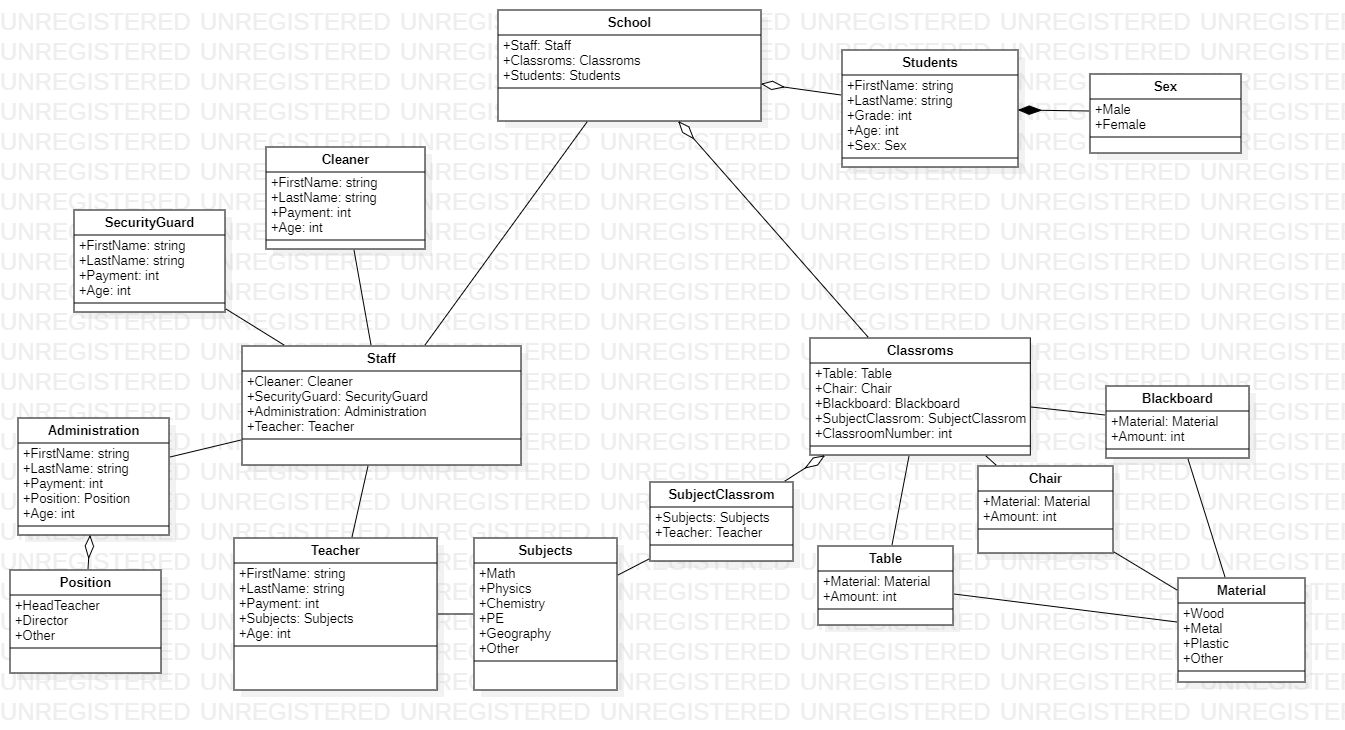 School
+Staff: Staff
+Classroms: Classroms
+Students: Students
Students
+FirstName: string
+LastName: string
+Grade: int
+Age: int
+Sex: Sex
Sex
+Male
+Female
Cleaner
+FirstName: string
+LastName: string
+Payment: int
+Age: int
SecurityGuard
+FirstName: string
+LastName: string
+Payment: int
+Age: int
Staff
+Cleaner: Cleaner
+SecurityGuard: SecurityGuard
+Administration: Administration
+Teacher: Teacher
Classroms
+Table: Table
+Chair: Chair
+Blackboard: Blackboard
+SubjectClassrom: SubjectClassrom
+ClassroomNumber: int
Blackboard
+Material: Material
+Amount: int
Administration
+FirstName: string
+LastName: string
+Payment: int
+Position: Position
+Age: int
Chair
+Material: Material
+Amount: int
SubjectClassrom
+Subjects: Subjects
+Teacher: Teacher
Teacher
+FirstName: string
+LastName: string
+Payment: int
+Subjects: Subjects
+Age: int
Subjects
+Math
+Physics
+Chemistry
+PE
+Geography
+Other
Table
+Material: Material
+Amount: int
Position
+HeadTeacher
+Director
+Other
Material
+Wood
+Metal
+Plastic
+Other
UNREGISTERED